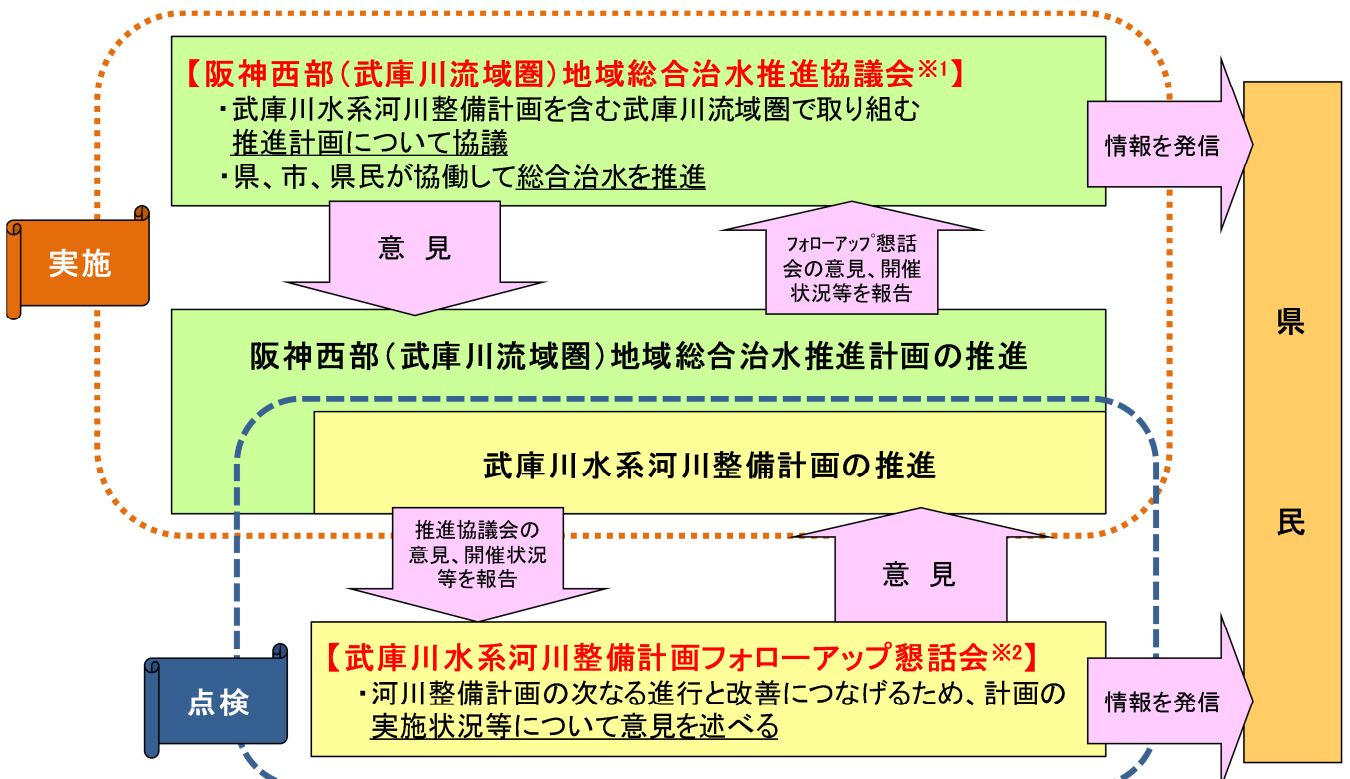 【阪神西部（武庫川流域圏）地域総合治水推進協議会※1】
・武庫川水系河川整備計画を含む武庫川流域圏で取り組む
推進計画について協議
・県、市、県民が協働して総合治水を推進
情報を発信
実施
意 見
フォローアップ懇話
会の意見、開催
状況等を報告
県
民
阪神西部（武庫川流域圏）地域総合治水推進計画の推進
武庫川水系河川整備計画の推進
推進協議会の
意見、開催状況
等を報告
意 見
点検
【武庫川水系河川整備計画フォローアップ懇話会※2】
・河川整備計画の次なる進行と改善につなげるため、計画の
実施状況等について意見を述べる
情報を発信